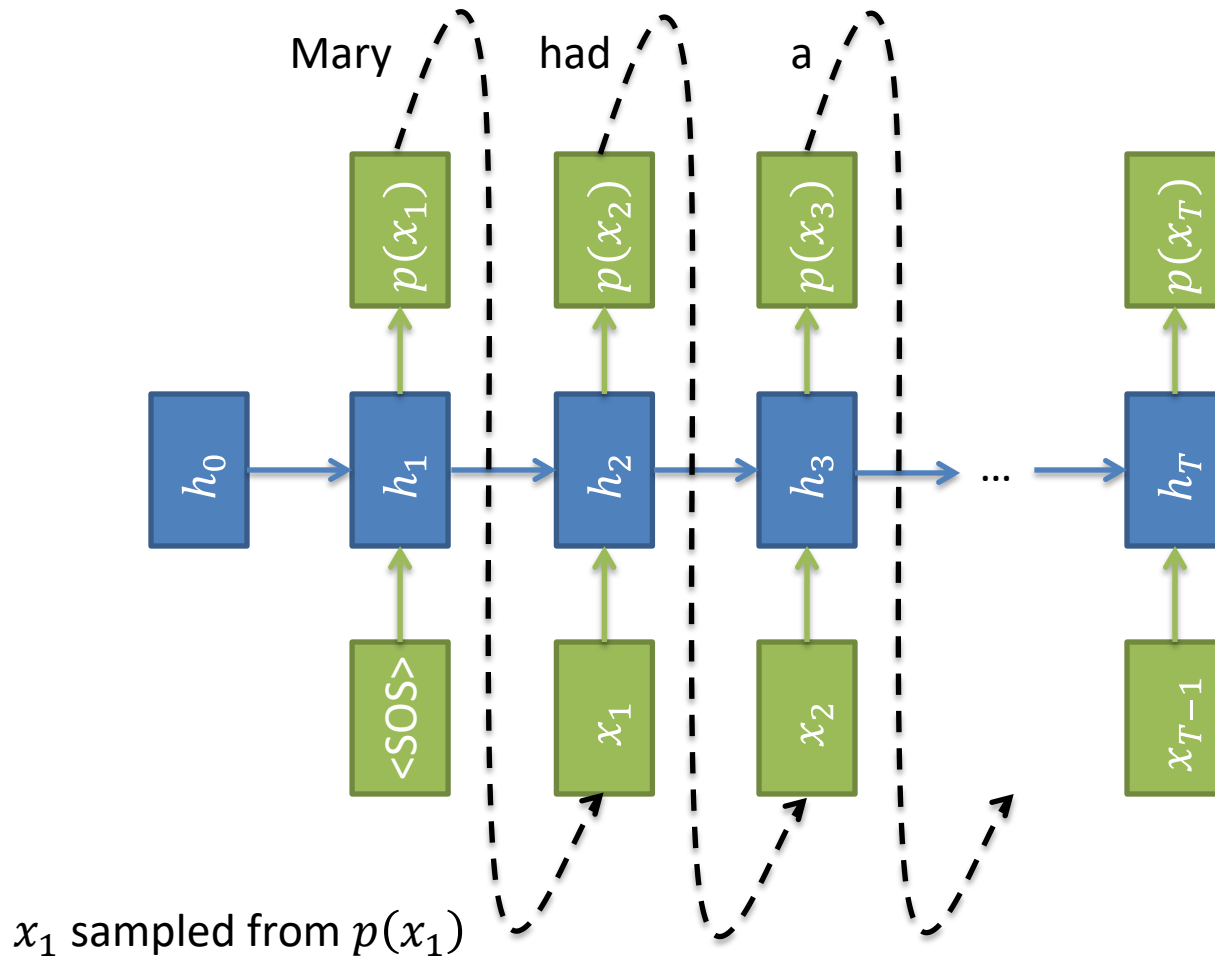 Mary had a
p(x₁) p(x₂) p(x₃) p(x_T)
h₀ h₁ h₂ h₃ ... h_T
<SOS> x₁ x₂ x_{T−1}
x₁ sampled from p(x₁)